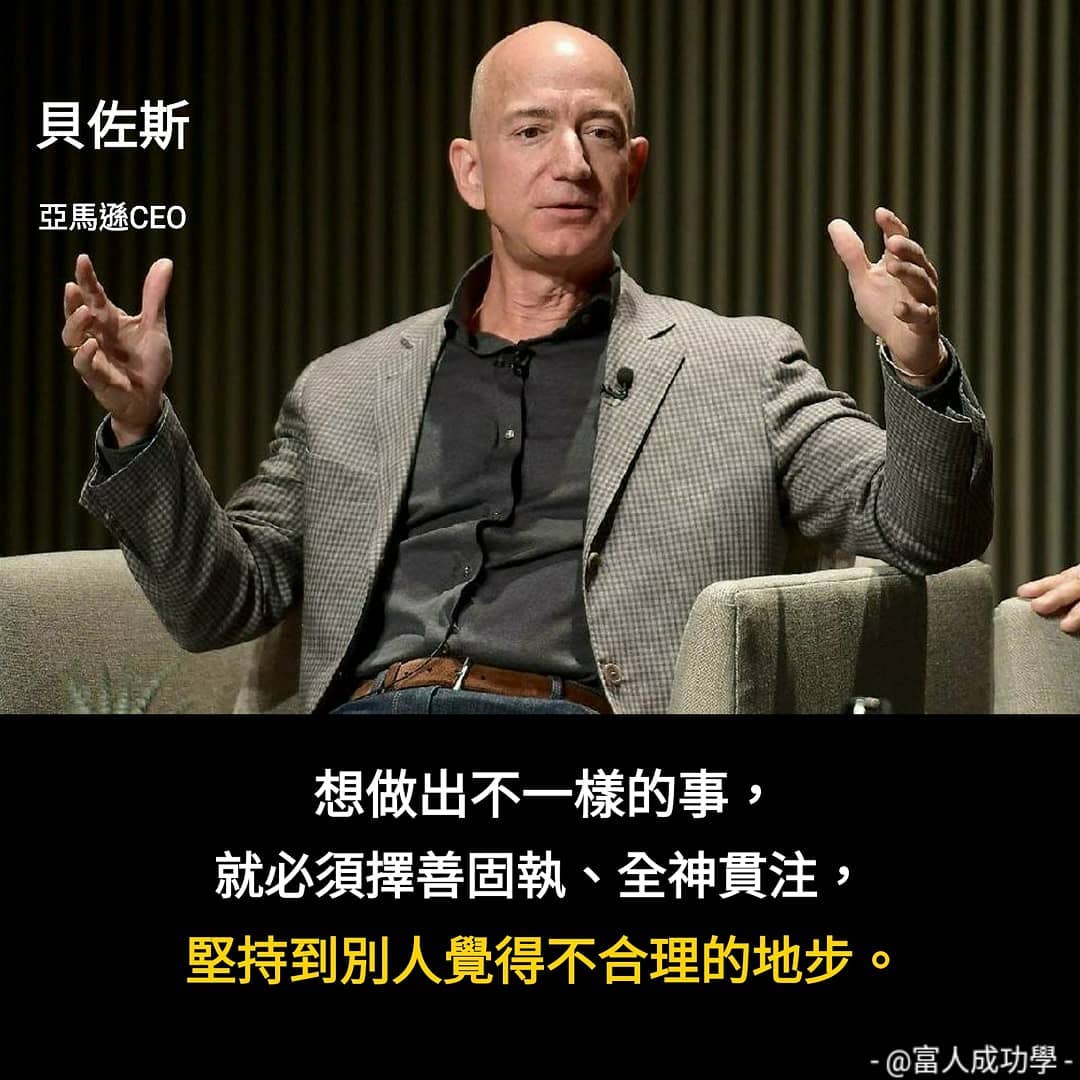 貝佐斯
亞馬遜CEO
想做出不一樣的事，
就必須擇善固執、全神貫注，
堅持到別人覺得不合理的地步。
- @富人成功學 -